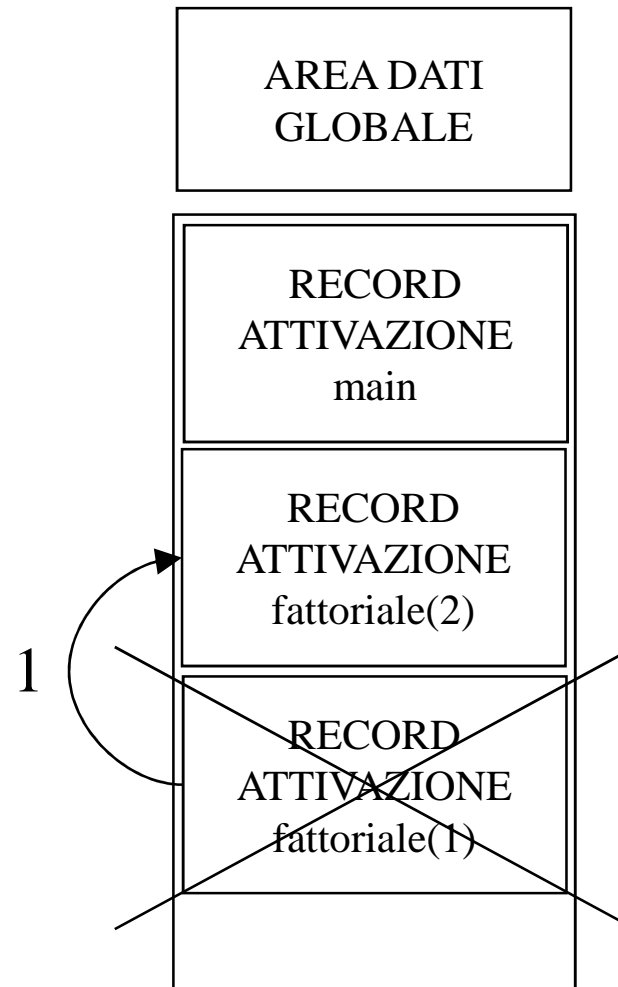 AREA DATI
GLOBALE
RECORD
ATTIVAZIONE
main
RECORD
ATTIVAZIONE
fattoriale(2)
1
RECORD
ATTIVAZIONE
fattoriale(1)